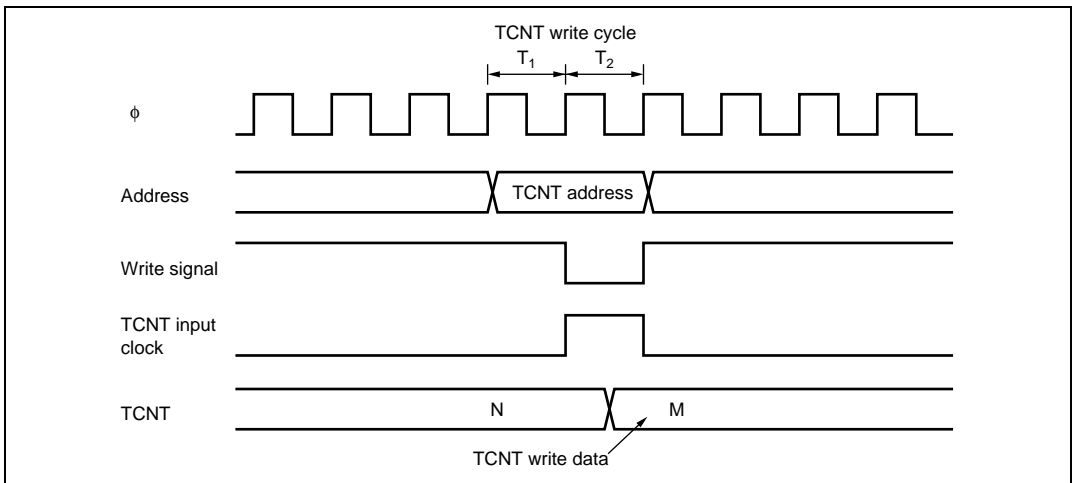 TCNT write cycle
T1 T2
ϕ
Address
TCNT address
Write signal
TCNT input
clock
TCNT
N
M
TCNT write data